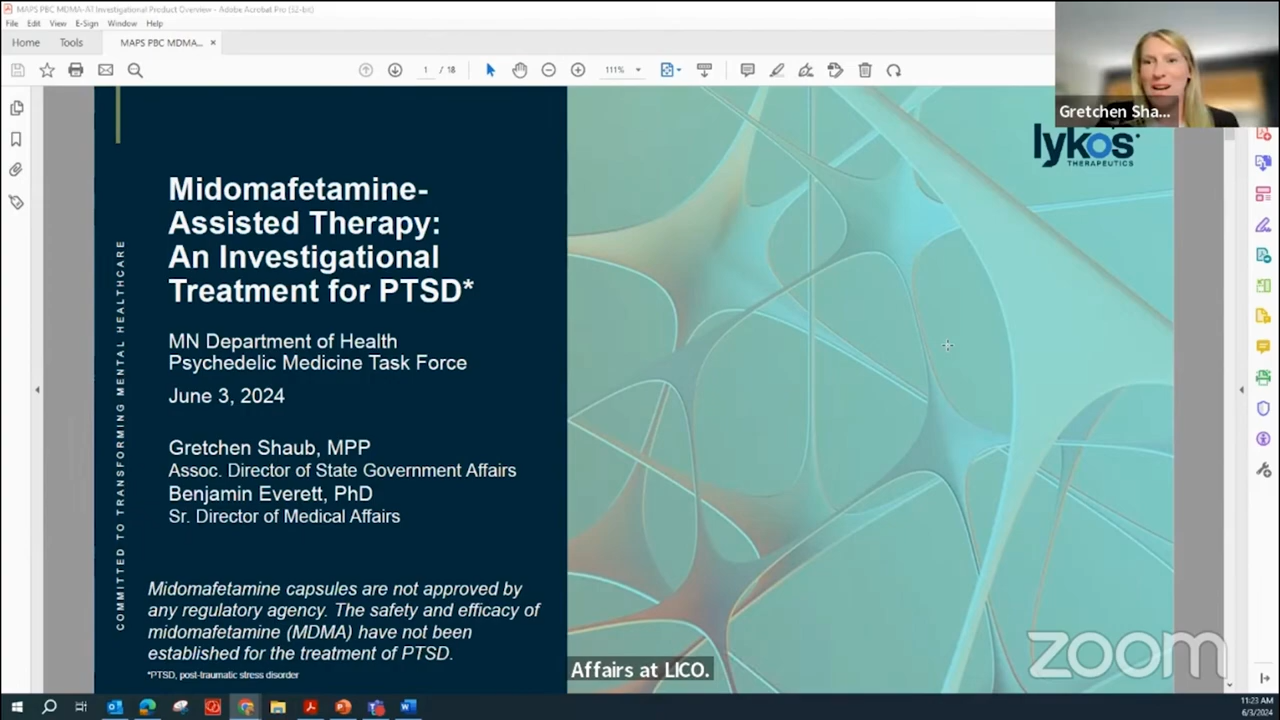 MAPS PBC MDMA-AT Investigational Product Overview - Adobe Acrobat Pro (32-bit)
File Edit View E-Sign Window Help
Home Tools MAPS PBC MDMA... ×
1 / 18 111%
Gretchen Sha...
lykos
THERAPEUTICS
COMMITTED TO TRANSFORMING MENTAL HEALTHCARE
Midomafetamine-
Assisted Therapy:
An Investigational
Treatment for PTSD*
MN Department of Health
Psychedelic Medicine Task Force
June 3, 2024
Gretchen Shaub, MPP
Assoc. Director of State Government Affairs
Benjamin Everett, PhD
Sr. Director of Medical Affairs
Midomafetamine capsules are not approved by
any regulatory agency. The safety and efficacy of
midomafetamine (MDMA) have not been
established for the treatment of PTSD.
*PTSD, post-traumatic stress disorder
Affairs at LICO.
zoom
11:23 AM
6/3/2024